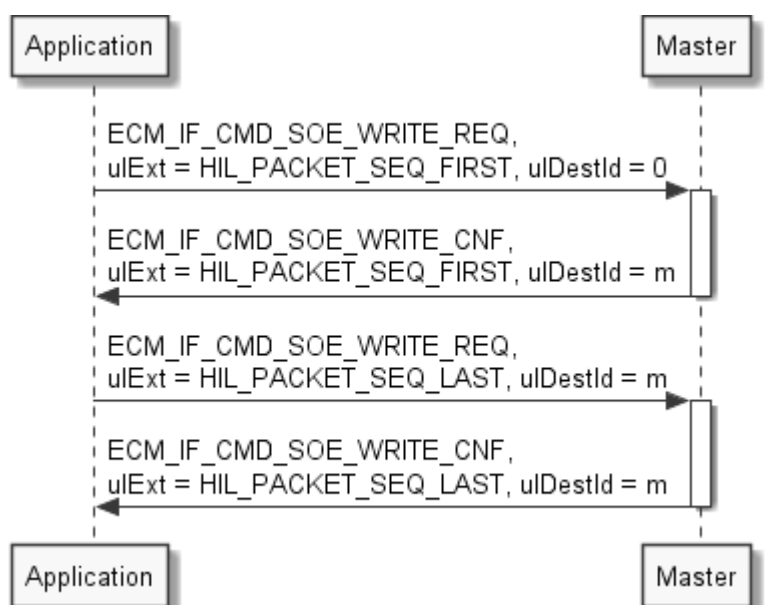 Application Master
ECM_IF_CMD_SOE_WRITE_REQ,
ulExt = HIL_PACKET_SEQ_FIRST, ulDestId = 0
ECM_IF_CMD_SOE_WRITE_CNF,
ulExt = HIL_PACKET_SEQ_FIRST, ulDestId = m
ECM_IF_CMD_SOE_WRITE_REQ,
ulExt = HIL_PACKET_SEQ_LAST, ulDestId = m
ECM_IF_CMD_SOE_WRITE_CNF,
ulExt = HIL_PACKET_SEQ_LAST, ulDestId = m
Application Master